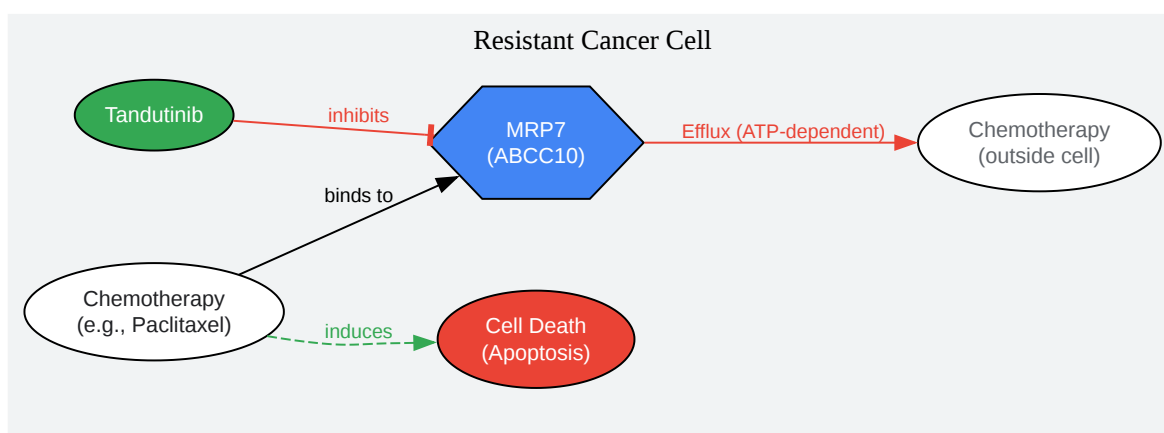 Resistant Cancer Cell
Tandutinib
inhibits
MRP7
(ABCC10)
Efflux (ATP-dependent)
Chemotherapy
(outside cell)
binds to
Chemotherapy
(e.g., Paclitaxel)
induces
Cell Death
(Apoptosis)